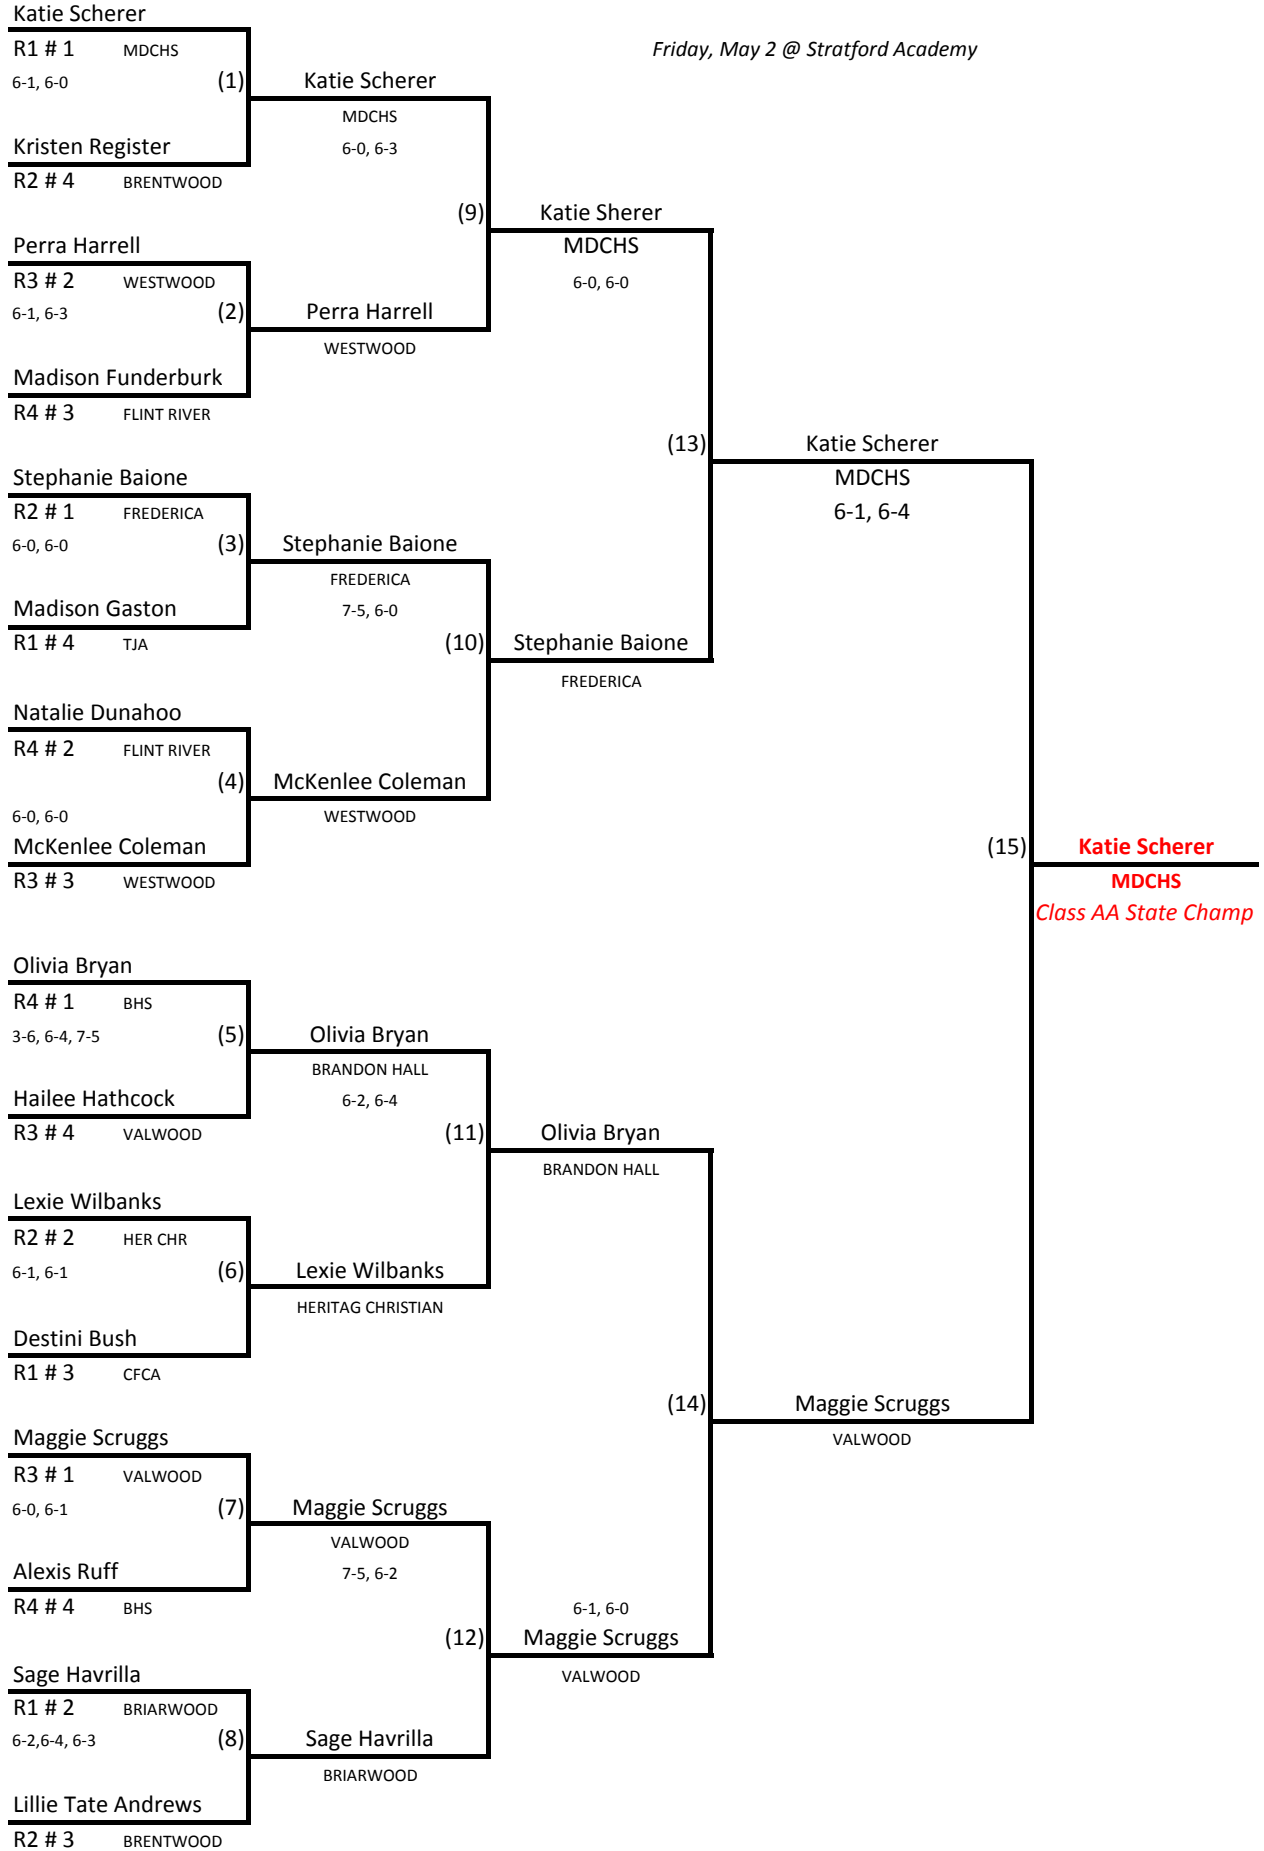 Katie Scherer
R1 # 1 MDCHS
Friday, May 2 @ Stratford Academy
6-1, 6-0 (1) Katie Scherer
MDCHS
Kristen Register 6-0, 6-3
R2 # 4 BRENTWOOD
(9) Katie Sherer
Perra Harrell MDCHS
R3 # 2 WESTWOOD 6-0, 6-0
6-1, 6-3 (2) Perra Harrell
WESTWOOD
Madison Funderburk
R4 # 3 FLINT RIVER
(13) Katie Scherer
Stephanie Baione MDCHS
R2 # 1 FREDERICA 6-1, 6-4
6-0, 6-0 (3) Stephanie Baione
FREDERICA
Madison Gaston 7-5, 6-0
R1 # 4 TJA (10) Stephanie Baione
FREDERICA
Natalie Dunahoo
R4 # 2 FLINT RIVER
(4) McKenlee Coleman
6-0, 6-0 WESTWOOD
McKenlee Coleman (15) Katie Scherer
R3 # 3 WESTWOOD MDCHS
Class AA State Champ
Olivia Bryan
R4 # 1 BHS
3-6, 6-4, 7-5 (5) Olivia Bryan
BRANDON HALL
Hailee Hathcock 6-2, 6-4
R3 # 4 VALWOOD (11) Olivia Bryan
BRANDON HALL
Lexie Wilbanks
R2 # 2 HER CHR
6-1, 6-1 (6) Lexie Wilbanks
HERITAG CHRISTIAN
Destini Bush
R1 # 3 CFCA
(14) Maggie Scruggs
Maggie Scruggs VALWOOD
R3 # 1 VALWOOD
6-0, 6-1 (7) Maggie Scruggs
VALWOOD
Alexis Ruff 7-5, 6-2
R4 # 4 BHS 6-1, 6-0
(12) Maggie Scruggs
Sage Havrilla VALWOOD
R1 # 2 BRIARWOOD
6-2,6-4, 6-3 (8) Sage Havrilla
BRIARWOOD
Lillie Tate Andrews
R2 # 3 BRENTWOOD